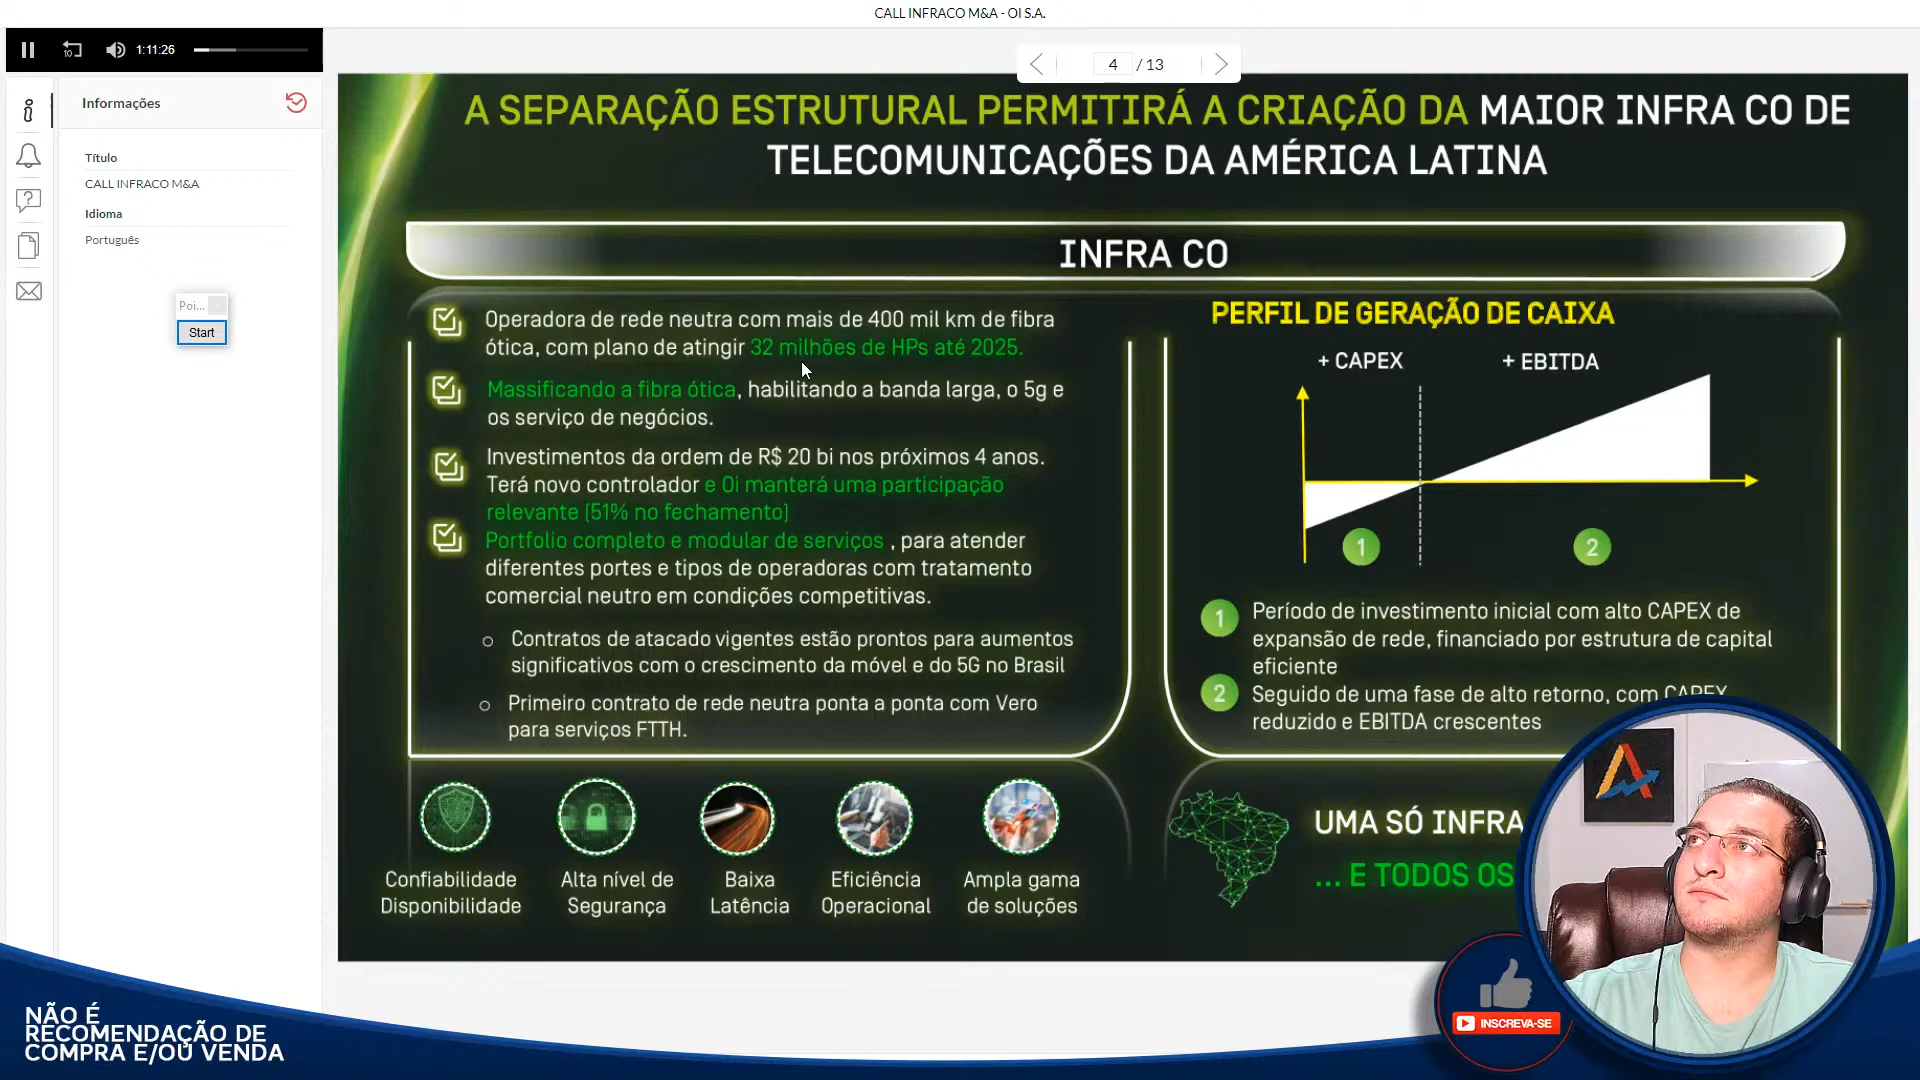 CALL INFRACO M&A - OI S.A.
10 1:11:26
4 / 13
Informações
Título
CALL INFRACO M&A
Idioma
Português
Poi...
Start
A SEPARAÇÃO ESTRUTURAL PERMITIRÁ A CRIAÇÃO DA MAIOR INFRA CO DE
TELECOMUNICAÇÕES DA AMÉRICA LATINA
INFRA CO
Operadora de rede neutra com mais de 400 mil km de fibra
ótica, com plano de atingir 32 milhões de HPs até 2025.
Massificando a fibra ótica, habilitando a banda larga, o 5g e
os serviço de negócios.
Investimentos da ordem de R$ 20 bi nos próximos 4 anos.
Terá novo controlador e Oi manterá uma participação
relevante (51% no fechamento)
Portfolio completo e modular de serviços , para atender
diferentes portes e tipos de operadoras com tratamento
comercial neutro em condições competitivas.
Contratos de atacado vigentes estão prontos para aumentos
significativos com o crescimento da móvel e do 5G no Brasil
Primeiro contrato de rede neutra ponta a ponta com Vero
para serviços FTTH.
PERFIL DE GERAÇÃO DE CAIXA
+ CAPEX
+ EBITDA
1
2
1 Período de investimento inicial com alto CAPEX de
expansão de rede, financiado por estrutura de capital
eficiente
2 Seguido de uma fase de alto retorno, com CAPEX
reduzido e EBITDA crescentes
Confiabilidade
Disponibilidade
Alta nível de
Segurança
Baixa
Latência
Eficiência
Operacional
Ampla gama
de soluções
UMA SÓ INFRA
... E TODOS OS
INSCREVA-SE
NÃO É
RECOMENDAÇÃO DE
COMPRA E/OU VENDA